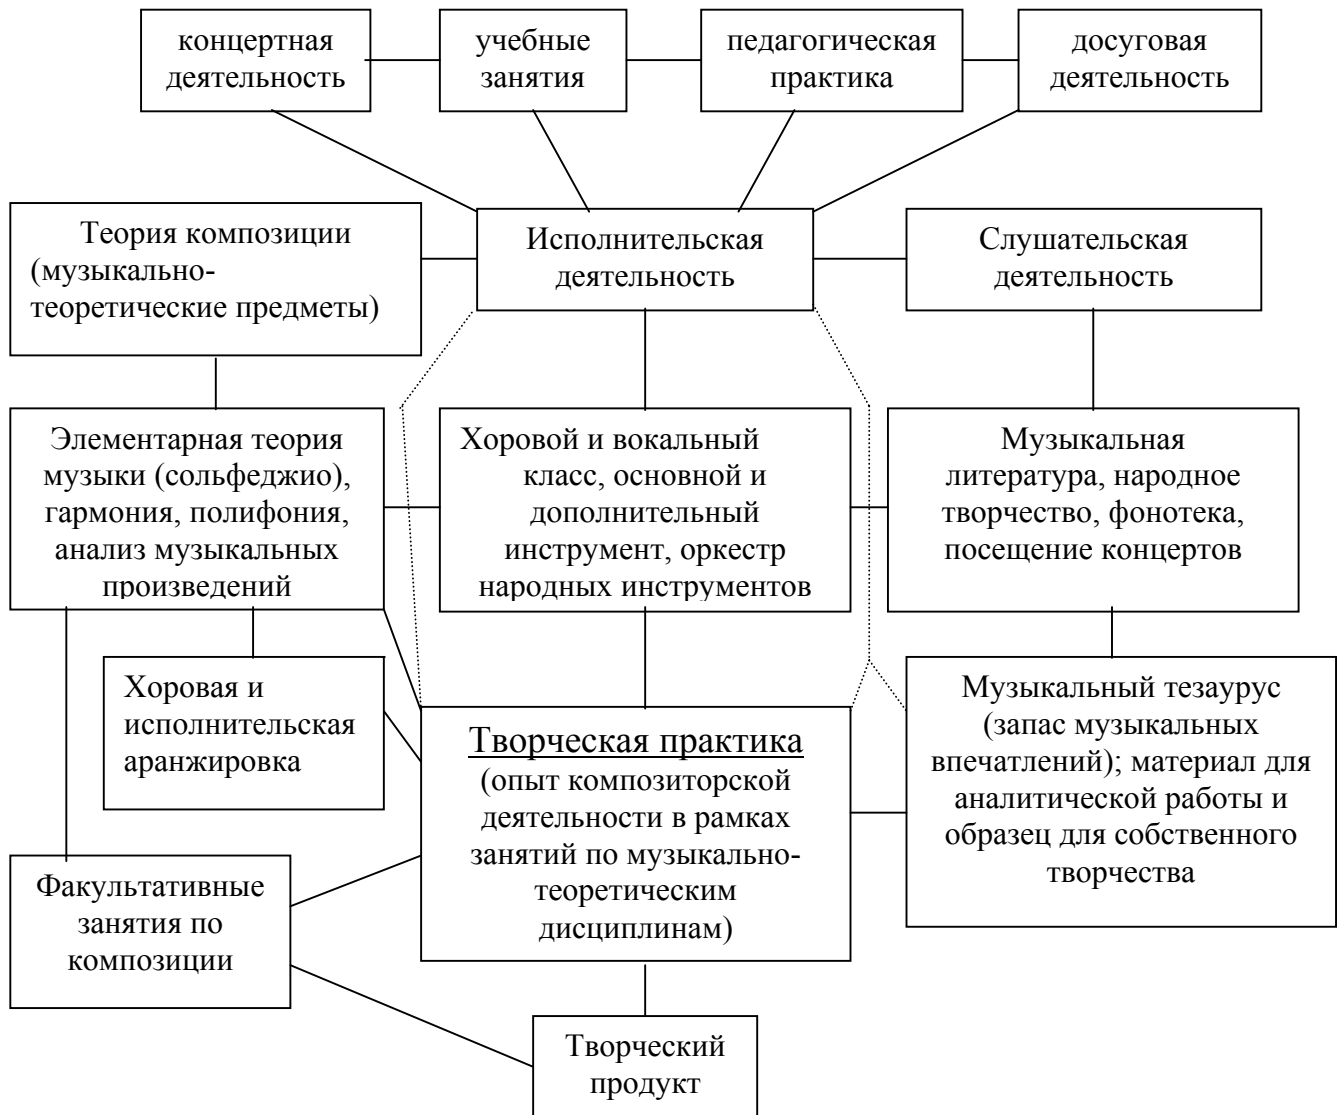 концертная
деятельность
учебные
занятия
педагогическая
практика
досуговая
деятельность
Теория композиции
(музыкально-
теоретические предметы)
Исполнительская
деятельность
Слушательская
деятельность
Элементарная теория
музыки (сольфеджио),
гармония, полифония,
анализ музыкальных
произведений
Хоровой и вокальный
класс, основной и
дополнительный
инструмент, оркестр
народных инструментов
Музыкальная
литература, народное
творчество, фонотека,
посещение концертов
Хоровая и
исполнительская
аранжировка
Творческая практика
(опыт композиторской
деятельности в рамках
занятий по музыкально-
теоретическим
дисциплинам)
Музыкальный тезаурус
(запас музыкальных
впечатлений); материал для
аналитической работы и
образец для собственного
творчества
Факультативные
занятия по
композиции
Творческий
продукт